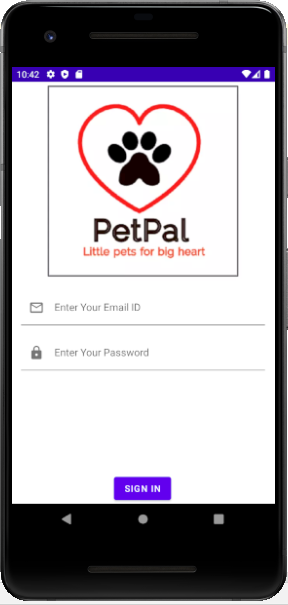 10:42
PetPal
Little pets for big heart
Enter Your Email ID
Enter Your Password
SIGN IN